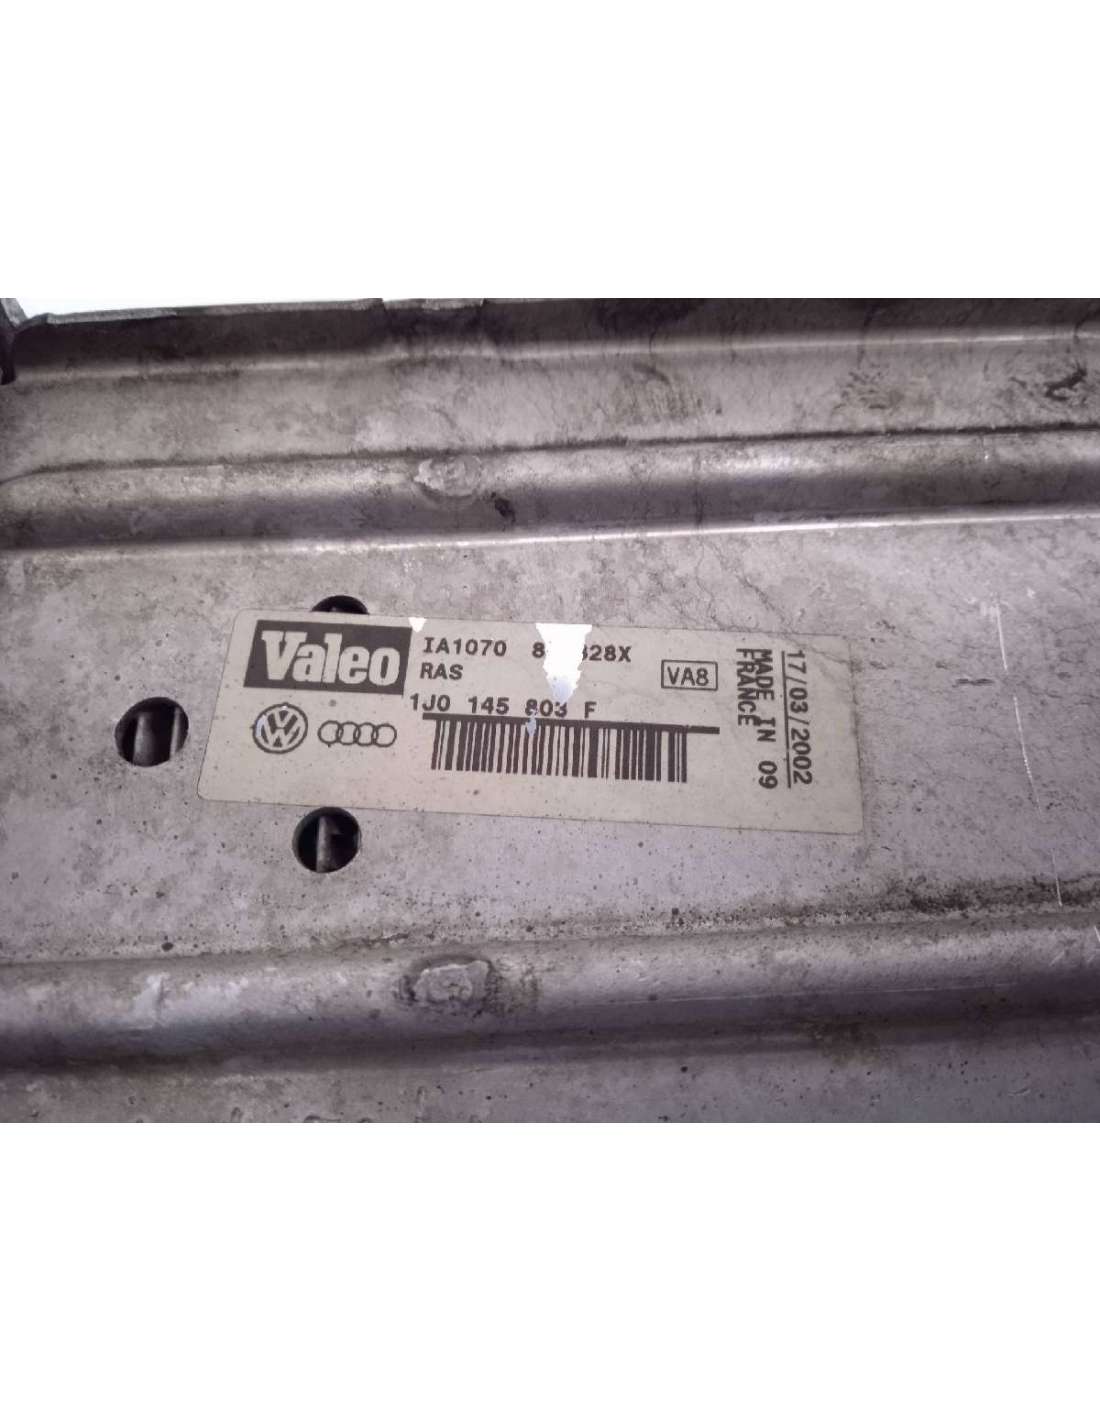 Valeo
IA1070
RAS
VA8
1J0 145 803 F
17/03/2002
MADE IN 09
FRANCE